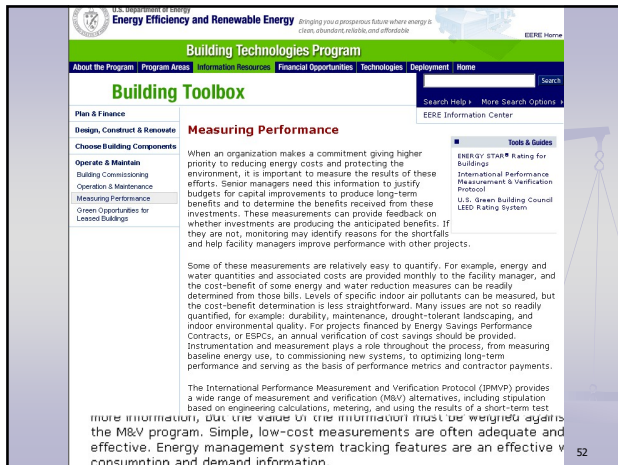 U.S. Department of Energy
Energy Efficiency and Renewable Energy
Bringing you a prosperous future where energy is
clean, abundant, reliable, and affordable
EERE Home
Building Technologies Program
About the Program Program Areas Information Resources Financial Opportunities Technologies Deployment Home
Building Toolbox
Search
Search Help More Search Options
EERE Information Center
Plan & Finance
Design, Construct & Renovate
Choose Building Components
Operate & Maintain
Building Commissioning
Operation & Maintenance
Measuring Performance
Green Opportunities for
Leased Buildings
Measuring Performance
When an organization makes a commitment giving higher
priority to reducing energy costs and protecting the
environment, it is important to measure the results of these
efforts. Senior managers need this information to justify
budgets for capital improvements to produce long-term
benefits and to determine the benefits received from these
investments. These measurements can provide feedback on
whether investments are producing the anticipated benefits. If
they are not, monitoring may identify reasons for the shortfalls
and help facility managers improve performance with other projects.
Tools & Guides
ENERGY STAR® Rating for
Buildings
International Performance
Measurement & Verification
Protocol
U.S. Green Building Council
LEED Rating System
Some of these measurements are relatively easy to quantify. For example, energy and
water quantities and associated costs are provided monthly to the facility manager, and
the cost-benefit of some energy and water reduction measures can be readily
determined from those bills. Levels of specific indoor air pollutants can be measured, but
the cost-benefit determination is less straightforward. Many issues are not so readily
quantified, for example: durability, maintenance, drought-tolerant landscaping, and
indoor environmental quality. For projects financed by Energy Savings Performance
Contracts, or ESPCs, an annual verification of cost savings should be provided.
Instrumentation and measurement plays a role throughout the process, from measuring
baseline energy use, to commissioning new systems, to optimizing long-term
performance and serving as the basis of performance metrics and contractor payments.
The International Performance Measurement and Verification Protocol (IPMVP) provides
a wide range of measurement and verification (M&V) alternatives, including stipulation
based on engineering calculations, metering, and using the results of a short-term test
more information, but the value of the information must be weighed agains
the M&V program. Simple, low-cost measurements are often adequate and
effective. Energy management system tracking features are an effective
consumption and demand information.
52